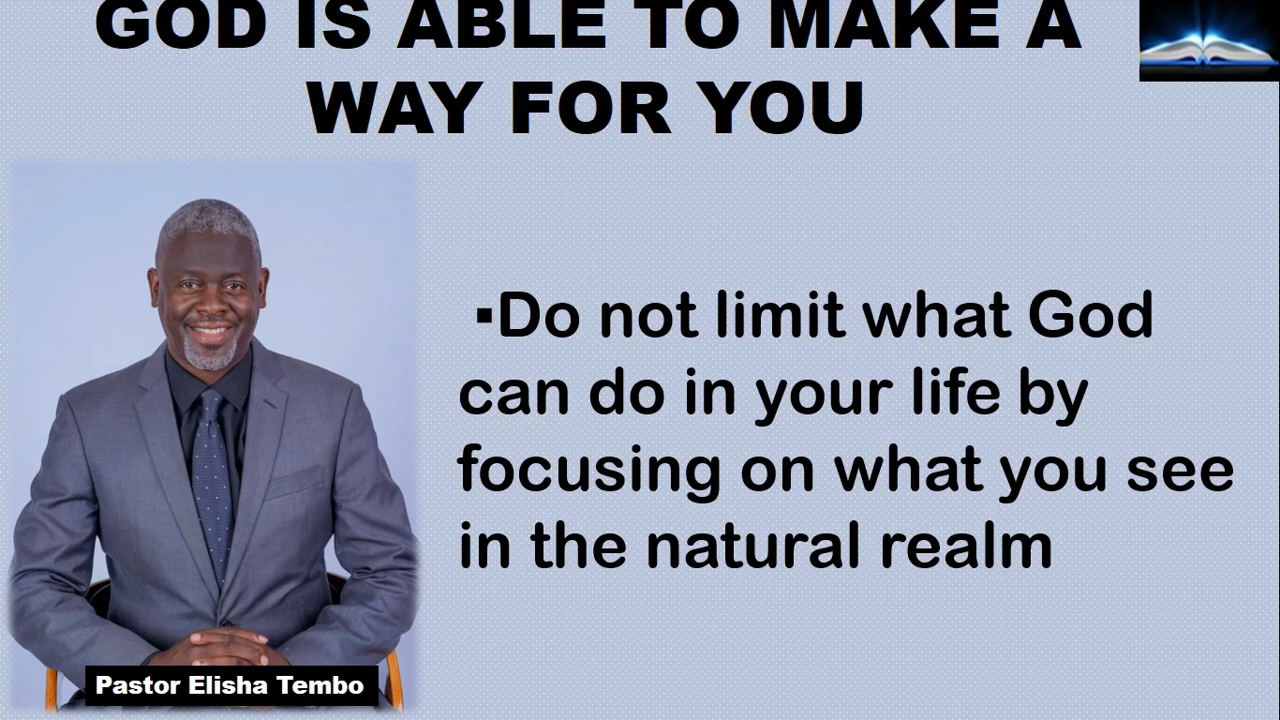 GOD IS ABLE TO MAKE A
WAY FOR YOU
▪Do not limit what God
can do in your life by
focusing on what you see
in the natural realm
Pastor Elisha Tembo